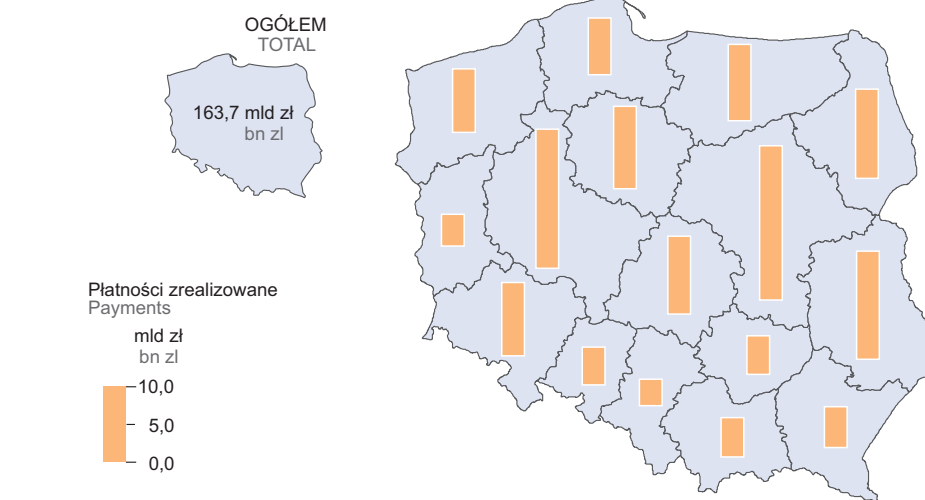 OGÓŁEM
TOTAL
163,7 mld zł
bn zl
Płatności zrealizowane
Payments
mld zł
bn zl
10,0
5,0
0,0